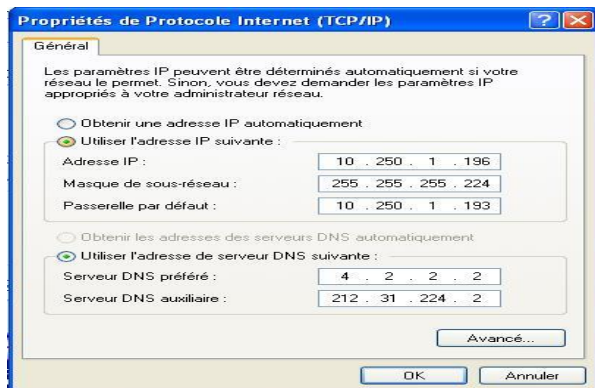 Propriétés de Protocole Internet (TCP/IP)
Général
Les paramètres IP peuvent être déterminés automatiquement si votre
réseau le permet. Sinon, vous devez demander les paramètres IP
appropriés à votre administrateur réseau.
Obtenir une adresse IP automatiquement
Utiliser l'adresse IP suivante :
Adresse IP : 10 . 250 . 1 . 196
Masque de sous-réseau : 255 . 255 . 255 . 224
Passerelle par défaut : 10 . 250 . 1 . 193
Obtenir les adresses des serveurs DNS automatiquement
Utiliser l'adresse de serveur DNS suivante :
Serveur DNS préféré : 4 . 2 . 2 . 2
Serveur DNS auxiliaire : 212 . 31 . 224 . 2
Avancé...
OK Annuler